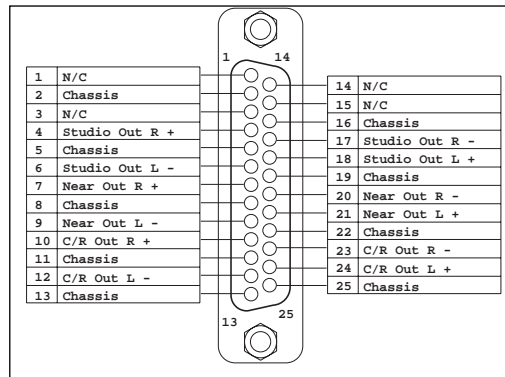 1 14
1 N/C
2 Chassis
3 N/C
4 Studio Out R +
5 Chassis
6 Studio Out L -
7 Near Out R +
8 Chassis
9 Near Out L -
10 C/R Out R +
11 Chassis
12 C/R Out L -
13 Chassis
14 N/C
15 N/C
16 Chassis
17 Studio Out R -
18 Studio Out L +
19 Chassis
20 Near Out R -
21 Near Out L +
22 Chassis
23 C/R Out R -
24 C/R Out L +
25 Chassis
13 25